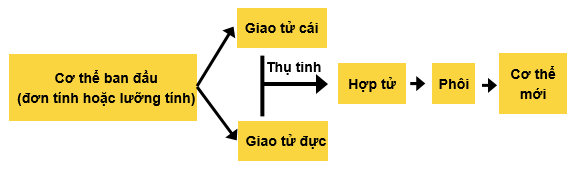 Cơ thể ban đầu
(đơn tính hoặc lưỡng tính)
Giao tử cái
Thụ tinh
Giao tử đực
Hợp tử
Phôi
Cơ thể
mới